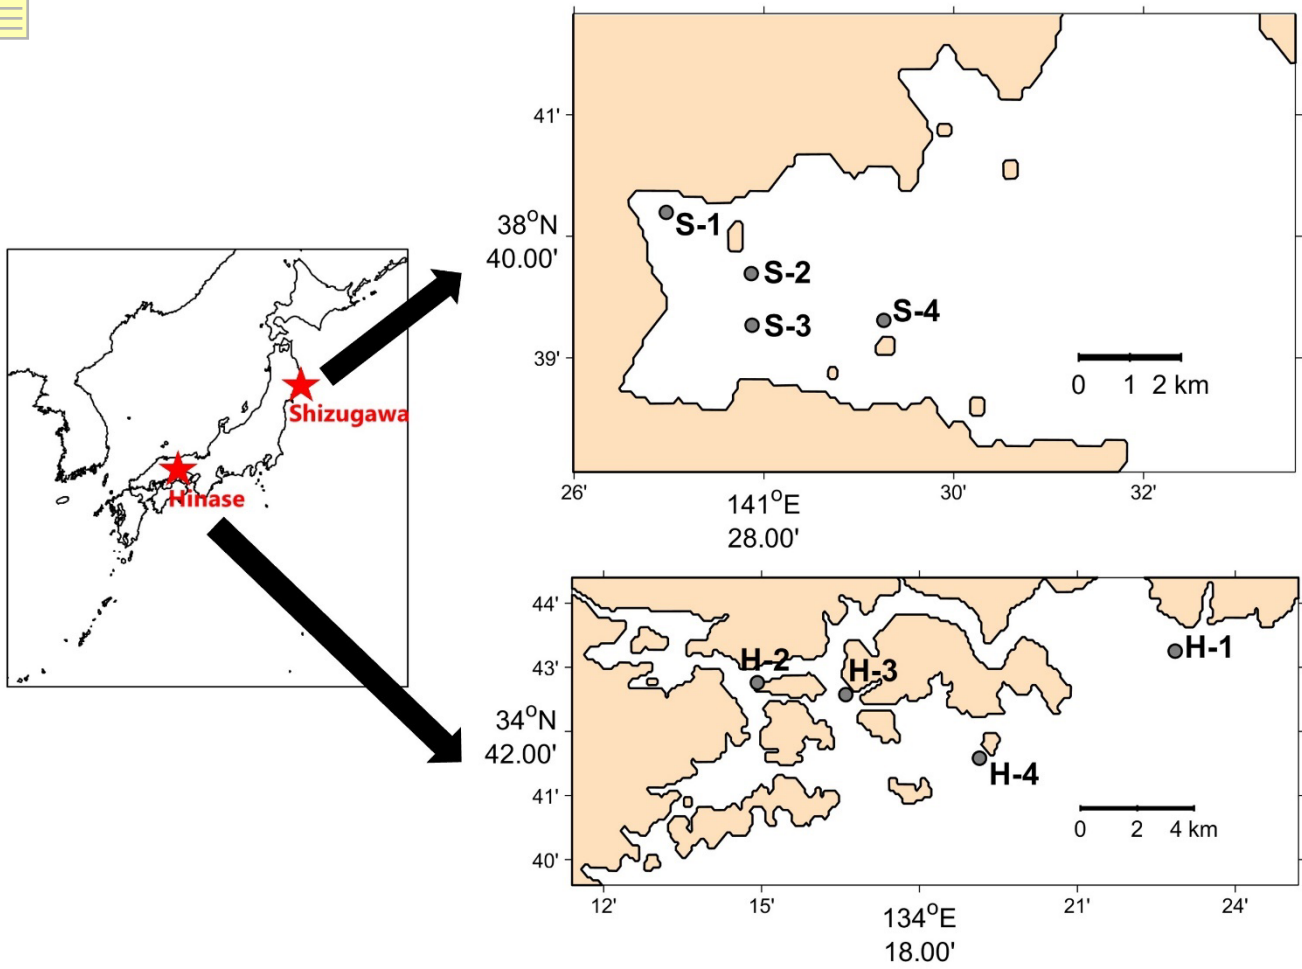 41'
38°N
40.00'
39'
S-1
S-2
S-3
S-4
0 1 2 km
26'
141°E
28.00'
30'
32'
Shizugawa
Hinase
44'
43'
34°N
42.00'
41'
40'
H-1
H-2
H-3
H-4
0 2 4 km
12'
15'
134°E
18.00'
21'
24'